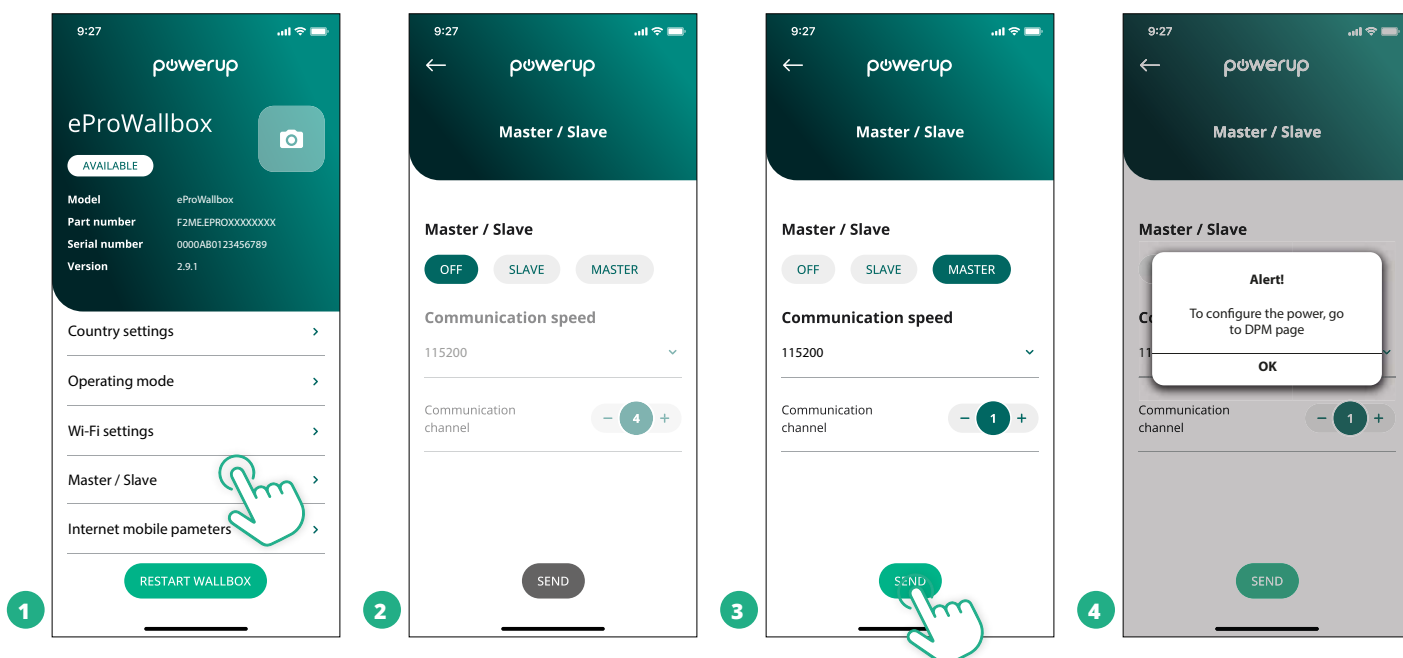 9:27
powerup
eProWallbox
AVAILABLE
Model eProWallbox
Part number F2ME.EPROXXXXXXXX
Serial number 0000AB0123456789
Version 2.9.1
Country settings
Operating mode
Wi-Fi settings
Master / Slave
Internet mobile pameters
RESTART WALLBOX
1
9:27
powerup
Master / Slave
Master / Slave
OFF SLAVE MASTER
Communication speed
115200
Communication
channel
4
SEND
2
9:27
powerup
Master / Slave
Master / Slave
OFF SLAVE MASTER
Communication speed
115200
Communication
channel
1
SEND
3
9:27
powerup
Master / Slave
Master / Slave
Alert!
To configure the power, go
to DPM page
OK
Communication
channel
1
SEND
4